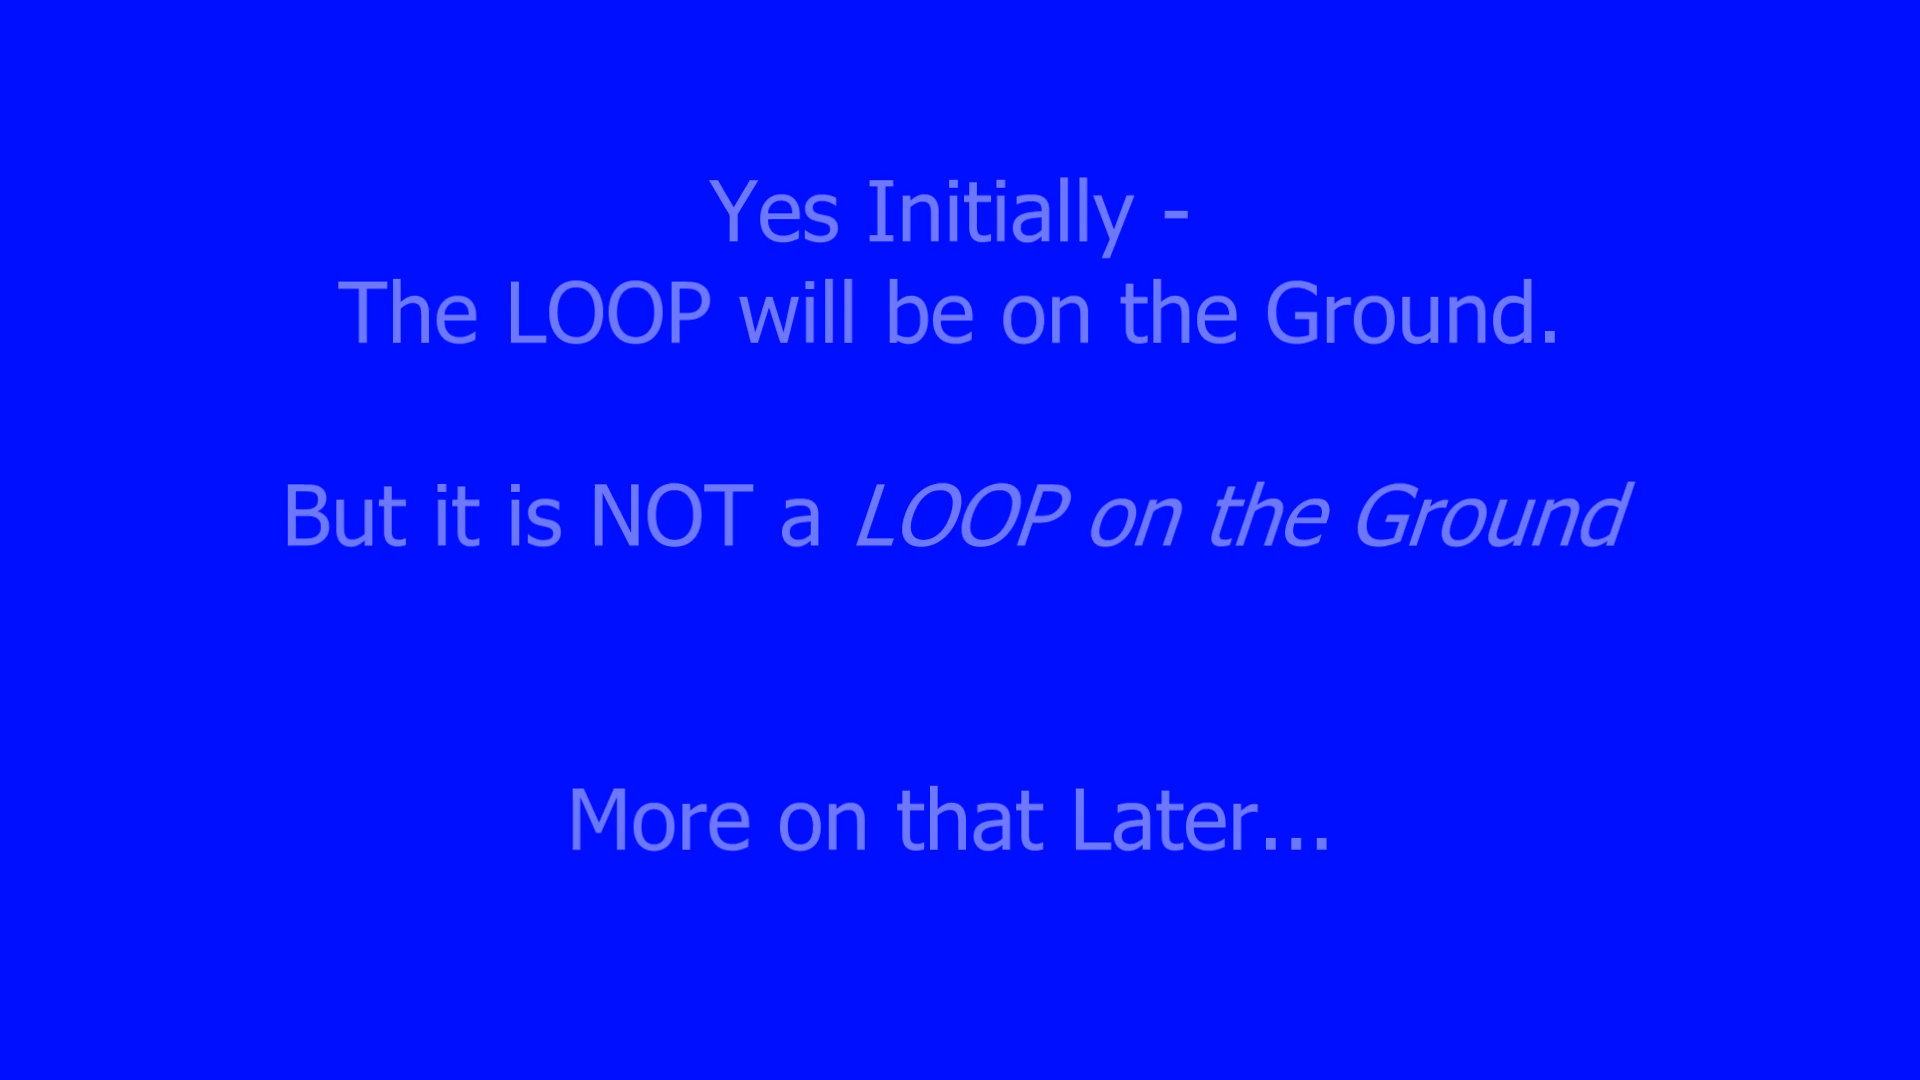 Yes Initially -
The LOOP will be on the Ground.
But it is NOT a LOOP on the Ground
More on that Later...